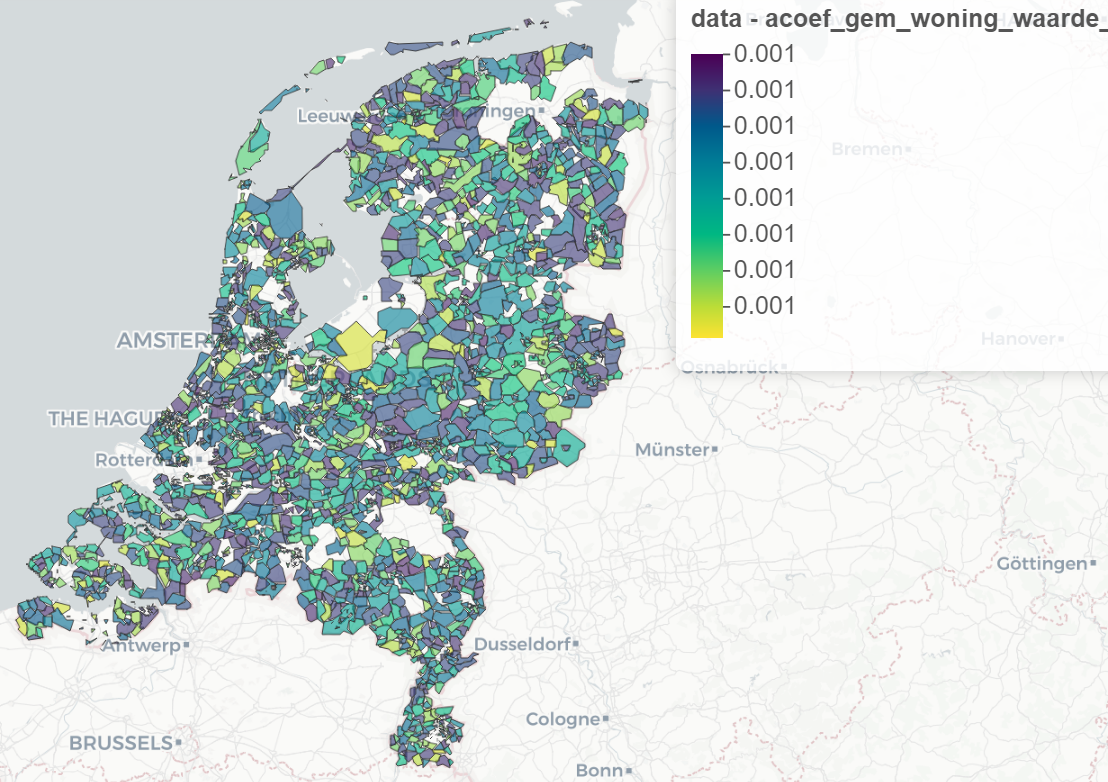 data - acoef_gem_woning_waarde_
0.001
0.001
0.001
0.001
0.001
0.001
0.001
0.001
Bremen
Hanover
Osnabrück
AMSTER
THE HAGU
Münster
Rotterd
Göttingen
Antwerp
Dusseldorf
Cologne
BRUSSELS
Bonn
Leeuw
ningen